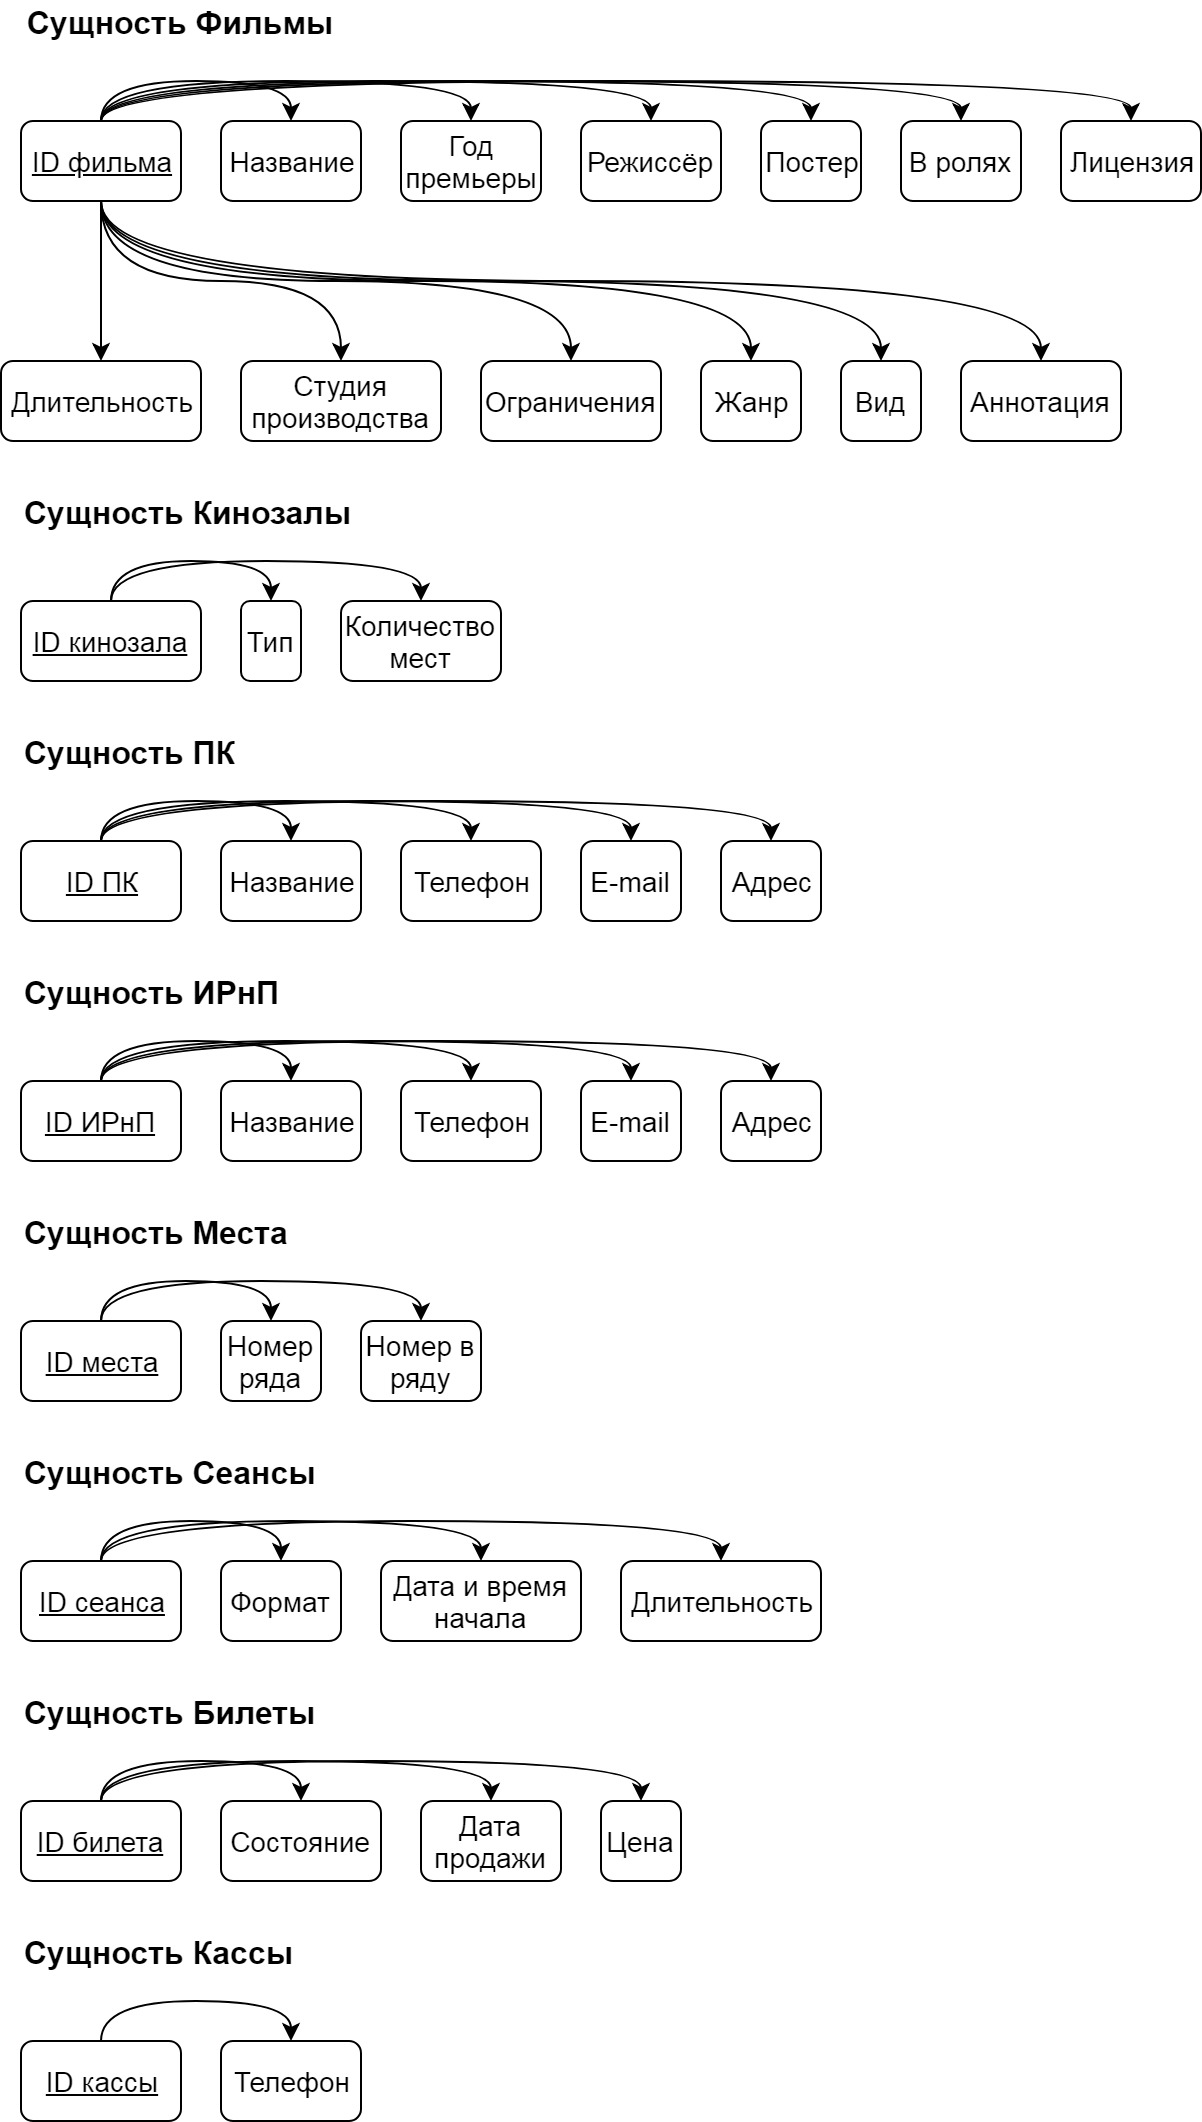 Сущность Фильмы
ID фильма
Название
Год
премьеры
Режиссёр
Постер
В ролях
Лицензия
Длительность
Студия
производства
Ограничения
Жанр
Вид
Аннотация
Сущность Кинозалы
ID кинозала
Тип
Количество
мест
Сущность ПК
ID ПК
Название
Телефон
E-mail
Адрес
Сущность ИРнП
ID ИРнП
Название
Телефон
E-mail
Адрес
Сущность Места
ID места
Номер
ряда
Номер в
ряду
Сущность Сеансы
ID сеанса
Формат
Дата и время
начала
Длительность
Сущность Билеты
ID билета
Состояние
Дата
продажи
Цена
Сущность Кассы
ID кассы
Телефон